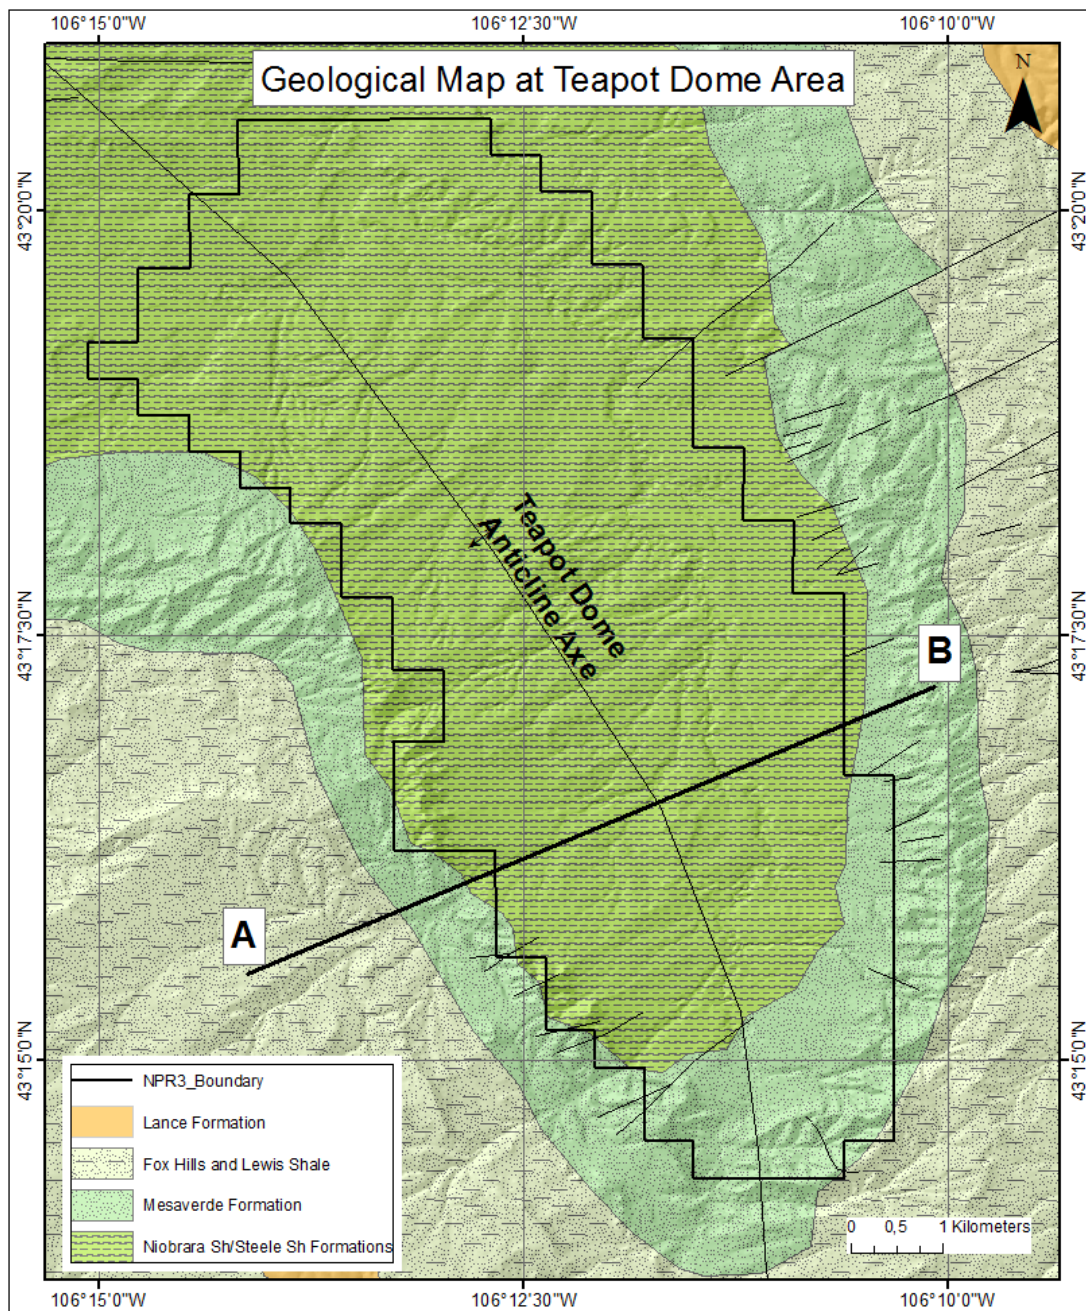 106°15'0"W 106°12'30"W 106°10'0"W
Geological Map at Teapot Dome Area
N
43°20'0"N 43°20'0"N
Teapot Dome
Anticline Axe
43°17'30"N 43°17'30"N
B
A
43°15'0"N 43°15'0"N
NPR3_Boundary
Lance Formation
Fox Hills and Lewis Shale
Mesaverde Formation
Niobrara Sh/Steele Sh Formations
0 0,5 1 Kilometers
106°15'0"W 106°12'30"W 106°10'0"W